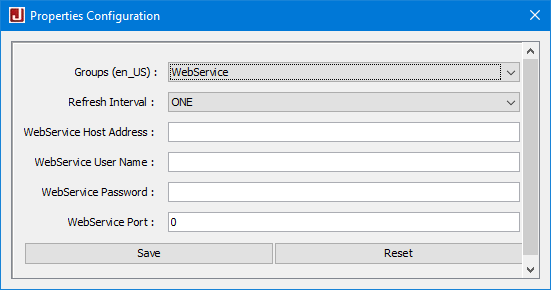 J Properties Configuration
Groups (en_US) : WebService
Refresh Interval : ONE
WebService Host Address :
WebService User Name :
WebService Password :
WebService Port : 0
Save Reset